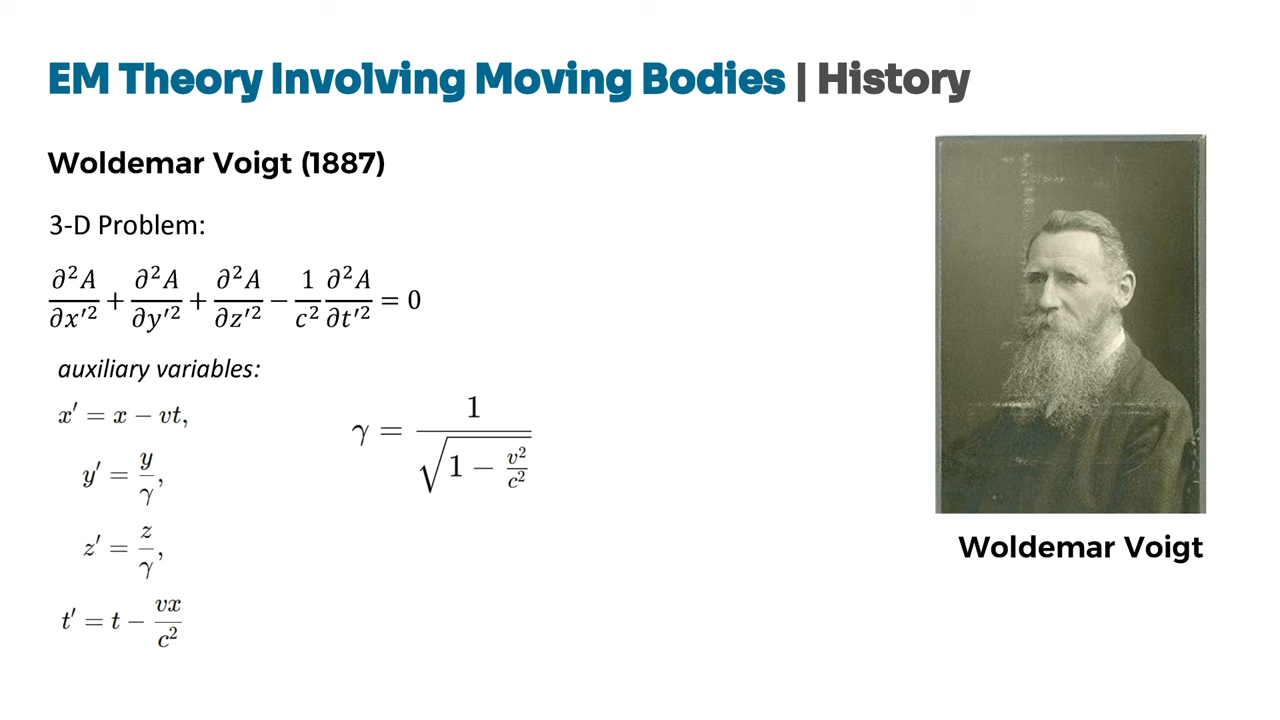 EM Theory Involving Moving Bodies | History
Woldemar Voigt (1887)
3-D Problem:
∂²A/∂x′² + ∂²A/∂y′² + ∂²A/∂z′² − 1/c² ∂²A/∂t′² = 0
auxiliary variables:
x′ = x − vt,
γ = 1/√(1 − v²/c²)
y′ = y/γ,
z′ = z/γ,
t′ = t − vx/c²
Woldemar Voigt